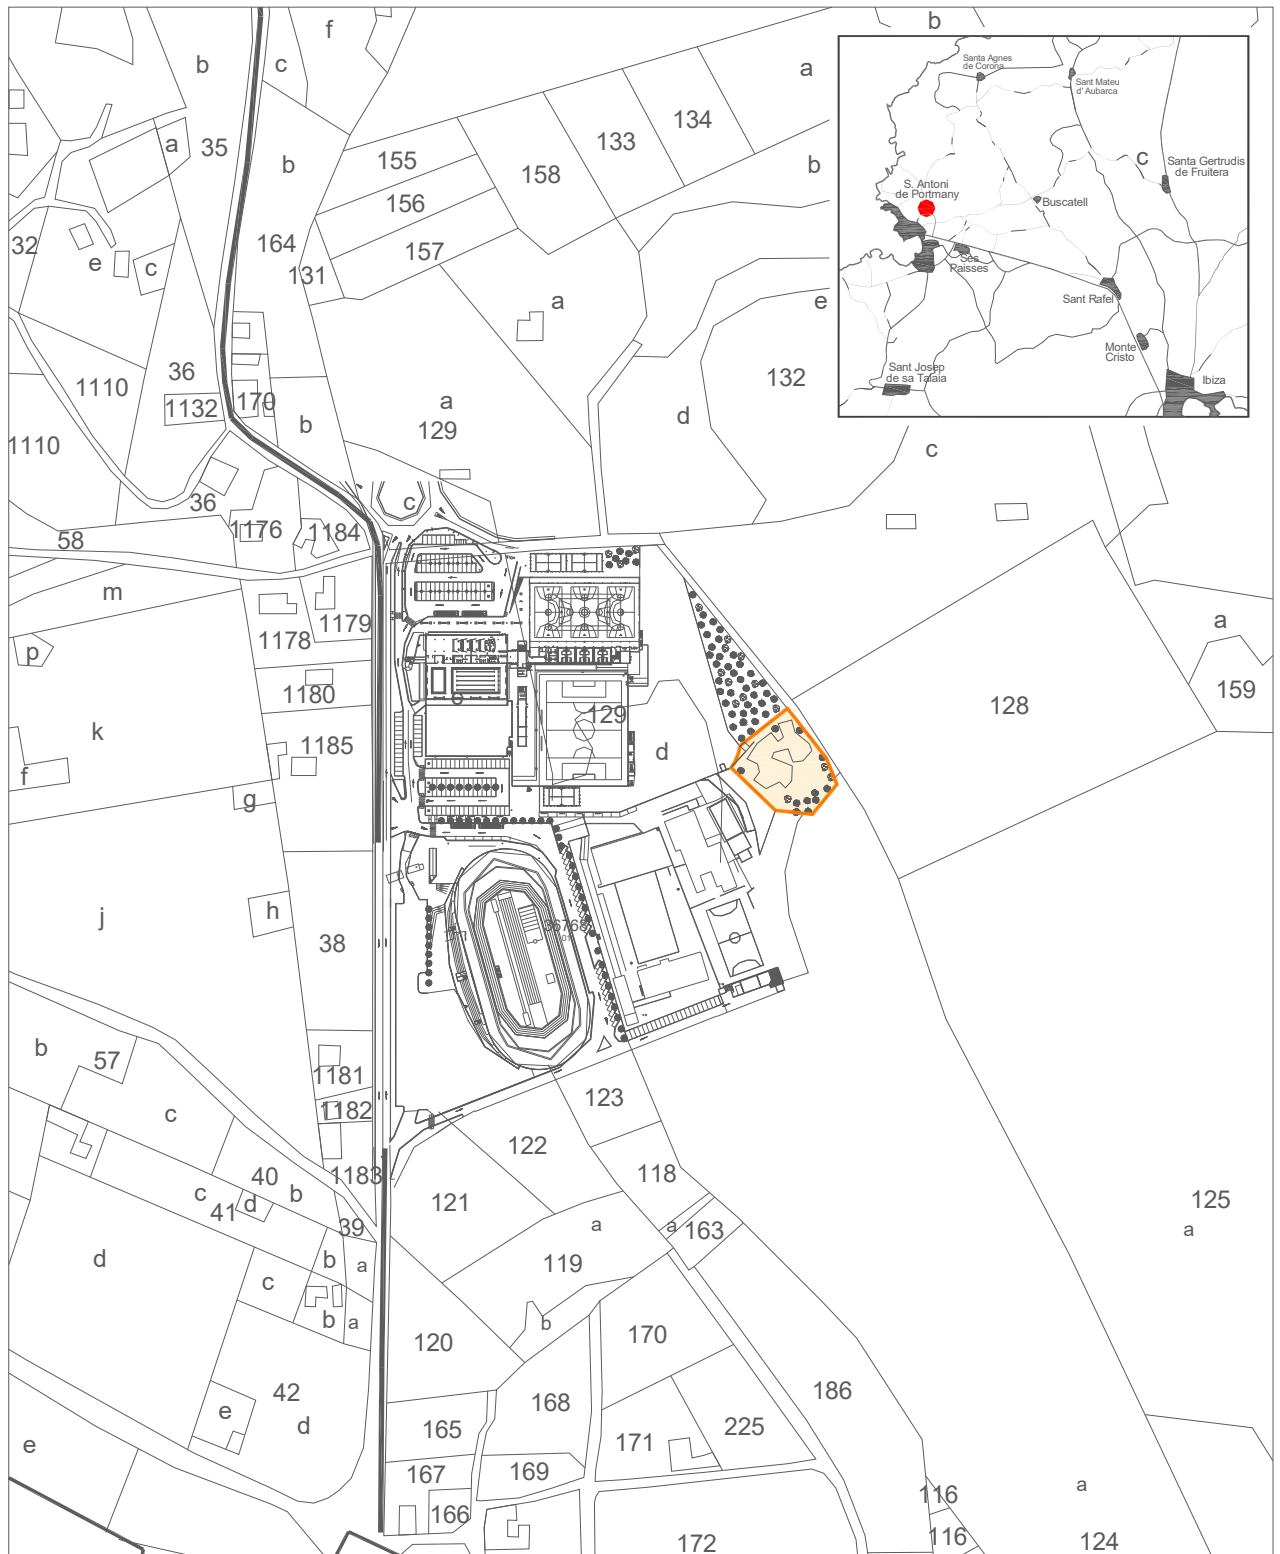 b
f
b
c
a
Santa Agnes
de Corona
Sant Mateu
d' Aubarca
134
133
a
35
155
158
b
b
c
Santa Gertrudis
de Fruitera
S. Antoni
de Portmany
156
Buscatell
32
164
157
e
c
131
Ses
Paisses
a
e
Sant Rafel
Monte
Cristo
36
1110
132
Sant Josep
de sa Talaia
Ibiza
1132
170
a
b
d
129
1110
c
36
c
1176
1184
58
m
1179
a
1178
p
1180
159
e
129
128
k
1185
d
f
g
j
h
36768
01
38
b
57
1181
123
c
1182
122
40
1183
118
c
d
b
41
121
125
39
a
a
163
a
d
b
a
119
c
b
a
b
120
170
186
42
e
d
168
165
171
225
e
167
169
a
116
166
116
172
124